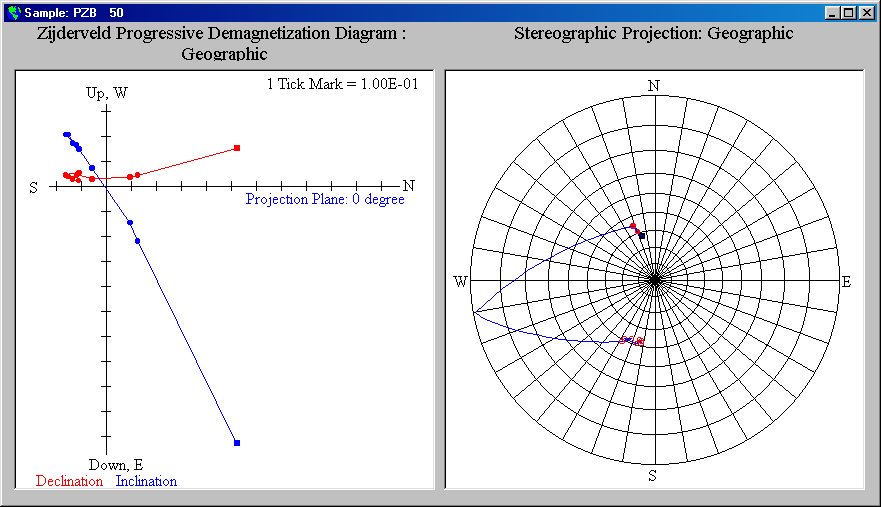 Sample: PZB 50
Zijderveld Progressive Demagnetization Diagram :
Geographic
Stereographic Projection: Geographic
1 Tick Mark = 1.00E-01
Up, W
S
N
Projection Plane: 0 degree
Down, E
Declination Inclination
N
W
E
S